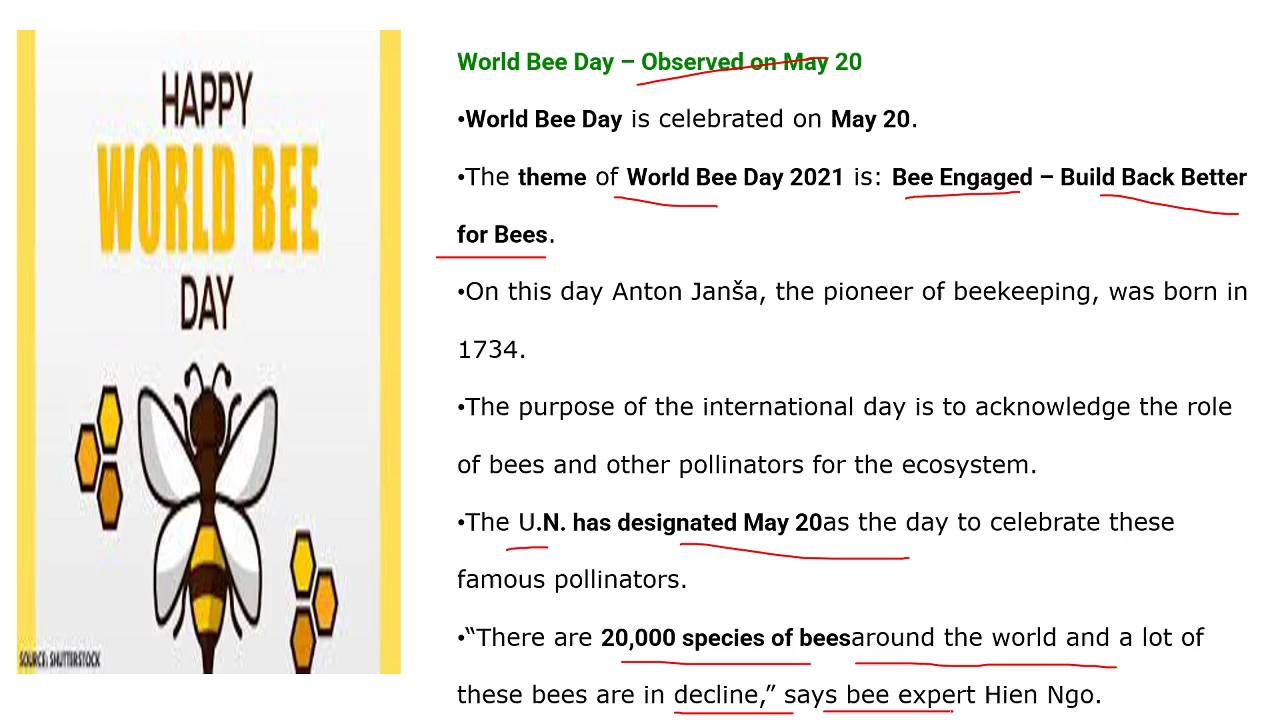 HAPPY
WORLD BEE
DAY
SOURCE: SHUTTERSTOCK
World Bee Day – Observed on May 20
•World Bee Day is celebrated on May 20.
•The theme of World Bee Day 2021 is: Bee Engaged – Build Back Better
for Bees.
•On this day Anton Janša, the pioneer of beekeeping, was born in
1734.
•The purpose of the international day is to acknowledge the role
of bees and other pollinators for the ecosystem.
•The U.N. has designated May 20as the day to celebrate these
famous pollinators.
•“There are 20,000 species of beesaround the world and a lot of
these bees are in decline,” says bee expert Hien Ngo.